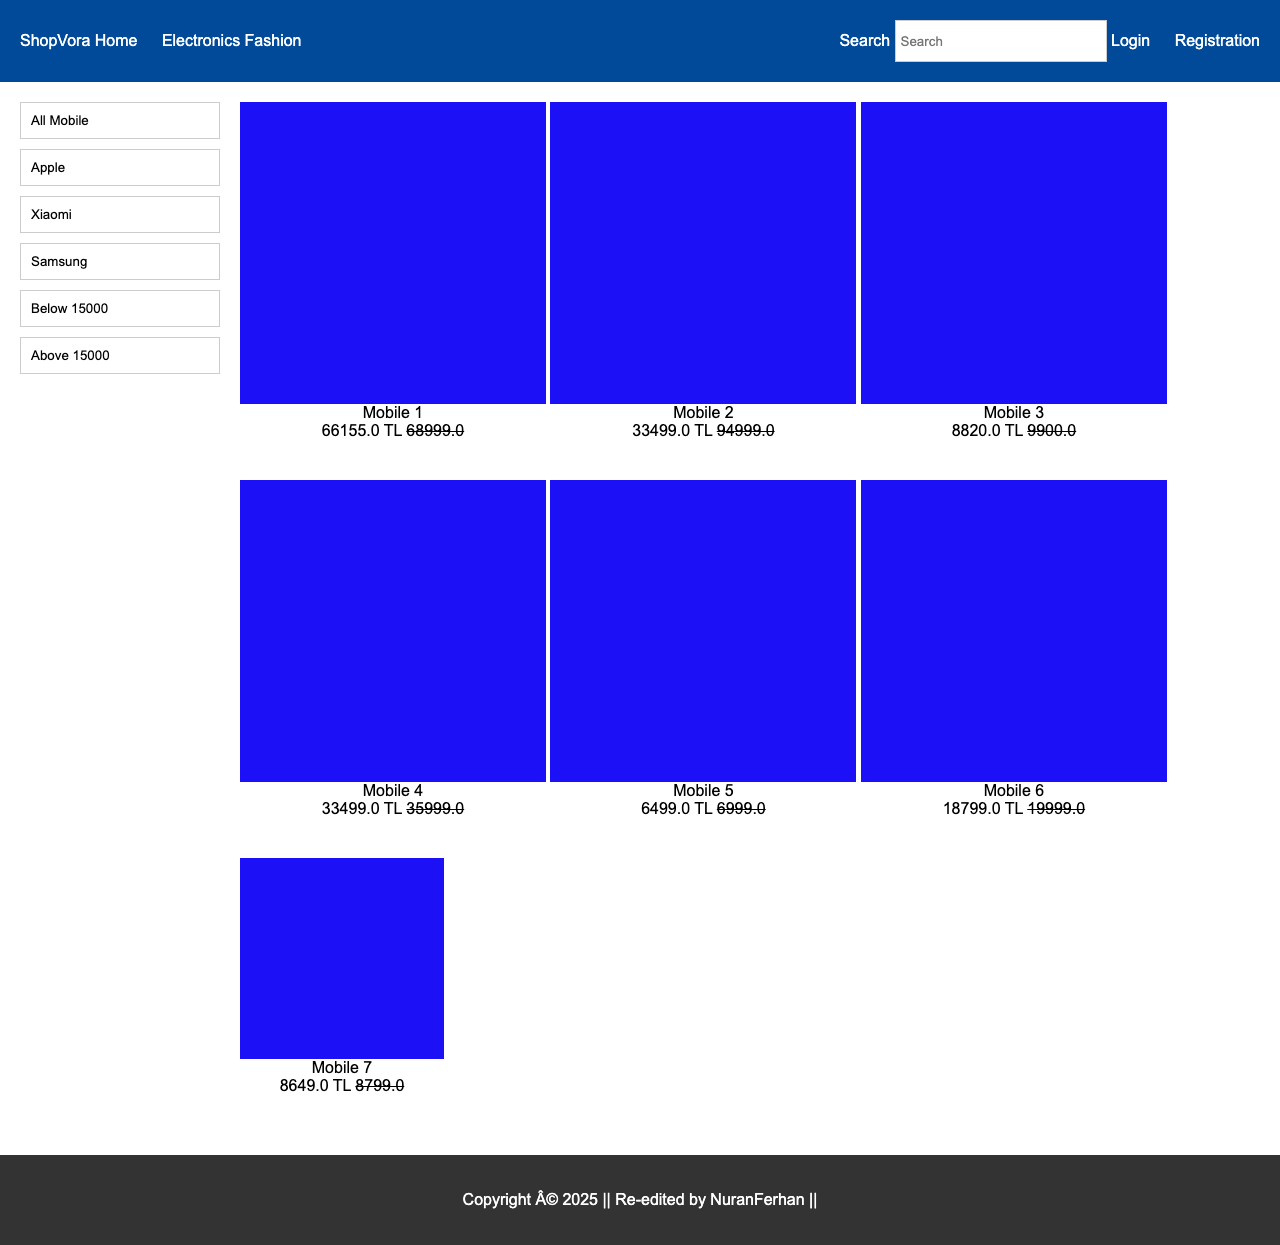 ShopVora Home Electronics Fashion Search Search Login Registration
All Mobile
Apple
Xiaomi
Samsung
Below 15000
Above 15000
Mobile 1
66155.0 TL 68999.0
Mobile 2
33499.0 TL 94999.0
Mobile 3
8820.0 TL 9900.0
Mobile 4
33499.0 TL 35999.0
Mobile 5
6499.0 TL 6999.0
Mobile 6
18799.0 TL 19999.0
Mobile 7
8649.0 TL 8799.0
Copyright Â© 2025 || Re-edited by NuranFerhan ||